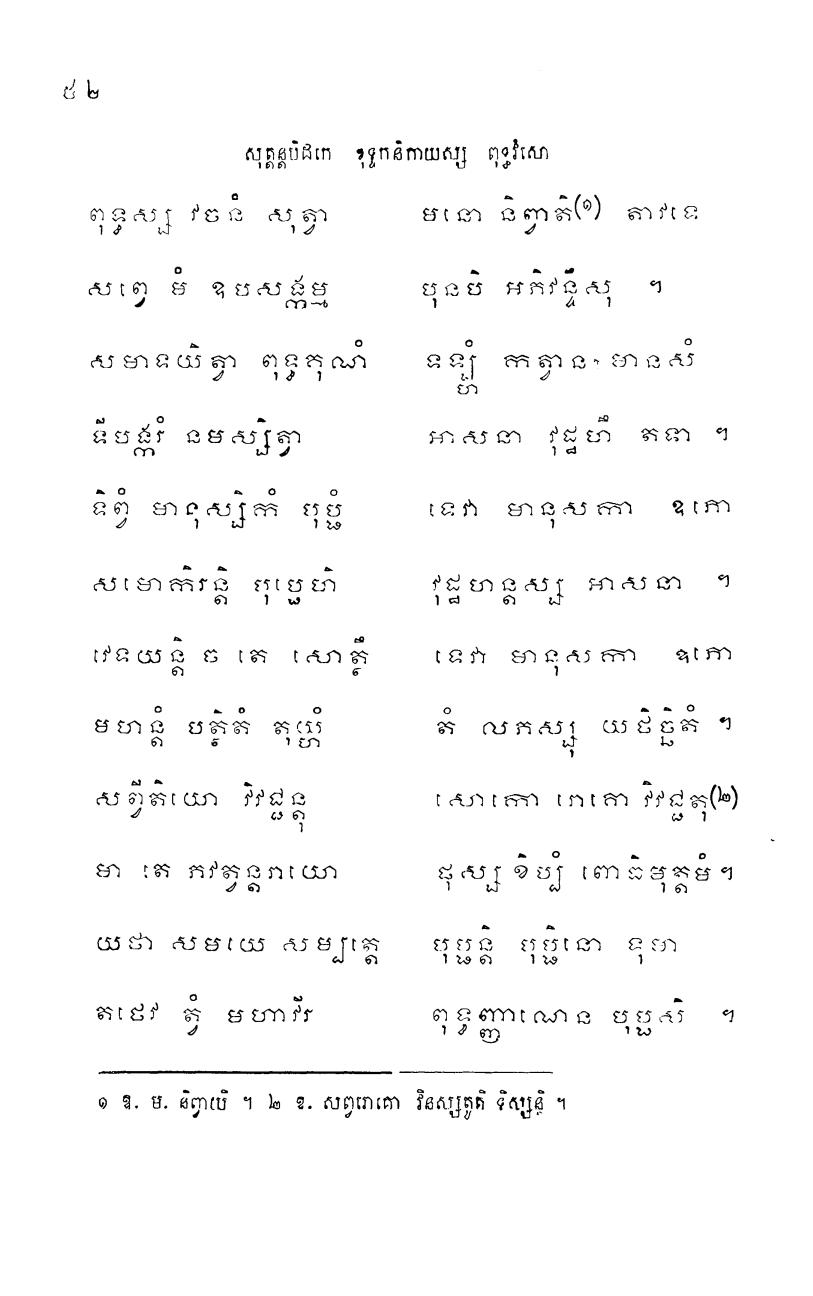 ៥២
សុត្តន្តបិដកេ ខុទ្ទកនិកាយស្ស ពុទ្ធវំសោ
ពុទ្ធស្ស វចនំ សុត្វា មនោ និព្វាតិ(១) តាវទេ
សព្វេ មំ ឧបសង្កម្ម បុនបិ អភិវន្ទឹសុ ។
សមាទយិត្វា ពុទ្ធគុណំ ទឡ្ហំ កត្វាន មានសំ
ទីបង្ករំ នមស្សិត្វា អាសនា វុដ្ឋហឹ តទា ។
ទិព្វំ មានុស្សិកំ បុប្ផំ ទេវា មានុសកា ឧភោ
សមោកិរន្តិ បុប្ផេហិ វុដ្ឋហន្តស្ស អាសនា ។
វេទយន្តិ ច តេ សោត្ថឹ ទេវា មានុសកា ឧភោ
មហន្តំ បត្ថិតំ តុយ្ហំ តំ លភស្សុ យថិច្ឆិតំ ។
សព្វីតិយោ វិវជ្ជន្តុ សោកោ រោគោ វិវជ្ជតុ(២)
មា តេ ភវត្វន្តរាយោ ផុស្ស ខិប្បំ ពោធិមុត្តមំ។
យថា សមយេ សម្បត្តេ បុប្ផន្តិ បុប្ផិនោ ទុមា
តថេវ ត្វំ មហាវីរ ពុទ្ធញ្ញាណេន បុប្ផសិ ។
១ ឱ. ម. និព្វាយិ ។ ២ ឱ. សព្វរោគោ វិនស្សតូតិ ទិស្សន្តិ ។